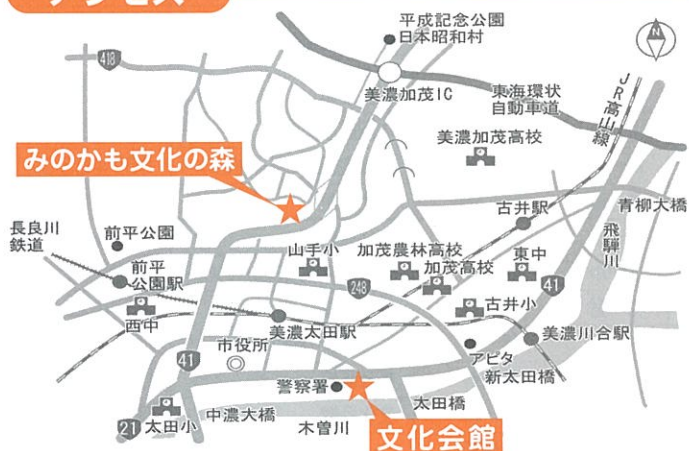 アクセス
平成記念公園
日本昭和村
N
418
美濃加茂IC
東海環状
自動車道
JR高山線
美濃加茂高校
みのかも文化の森
古井駅
青柳大橋
飛騨川
長良川
鉄道
前平公園
山手小
加茂農林高校
加茂高校
東中
前平
公園駅
248
41
古井小
西中
美濃太田駅
美濃川合駅
市役所
アピタ
41
新太田橋
警察署
太田橋
21
太田小
中濃大橋
木曽川
文化会館